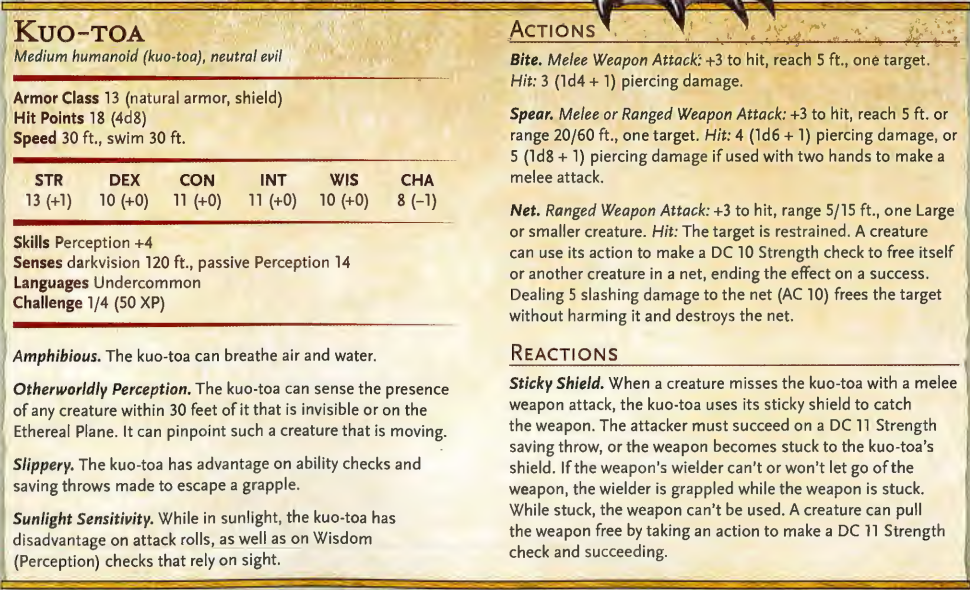 KUO-TOA
Medium humanoid (kuo-toa), neutral evil
Armor Class 13 (natural armor, shield)
Hit Points 18 (4d8)
Speed 30 ft., swim 30 ft.
STR DEX CON INT WIS CHA
13 (+1) 10 (+0) 11 (+0) 11 (+0) 10 (+0) 8 (–1)
Skills Perception +4
Senses darkvision 120 ft., passive Perception 14
Languages Undercommon
Challenge 1/4 (50 XP)
Amphibious. The kuo-toa can breathe air and water.
Otherworldly Perception. The kuo-toa can sense the presence
of any creature within 30 feet of it that is invisible or on the
Ethereal Plane. It can pinpoint such a creature that is moving.
Slippery. The kuo-toa has advantage on ability checks and
saving throws made to escape a grapple.
Sunlight Sensitivity. While in sunlight, the kuo-toa has
disadvantage on attack rolls, as well as on Wisdom
(Perception) checks that rely on sight.
ACTIONS
Bite. Melee Weapon Attack: +3 to hit, reach 5 ft., one target.
Hit: 3 (1d4 + 1) piercing damage.
Spear. Melee or Ranged Weapon Attack: +3 to hit, reach 5 ft. or
range 20/60 ft., one target. Hit: 4 (1d6 + 1) piercing damage, or
5 (1d8 + 1) piercing damage if used with two hands to make a
melee attack.
Net. Ranged Weapon Attack: +3 to hit, range 5/15 ft., one Large
or smaller creature. Hit: The target is restrained. A creature
can use its action to make a DC 10 Strength check to free itself
or another creature in a net, ending the effect on a success.
Dealing 5 slashing damage to the net (AC 10) frees the target
without harming it and destroys the net.
REACTIONS
Sticky Shield. When a creature misses the kuo-toa with a melee
weapon attack, the kuo-toa uses its sticky shield to catch
the weapon. The attacker must succeed on a DC 11 Strength
saving throw, or the weapon becomes stuck to the kuo-toa's
shield. If the weapon's wielder can't or won't let go of the
weapon, the wielder is grappled while the weapon is stuck.
While stuck, the weapon can't be used. A creature can pull
the weapon free by taking an action to make a DC 11 Strength
check and succeeding.